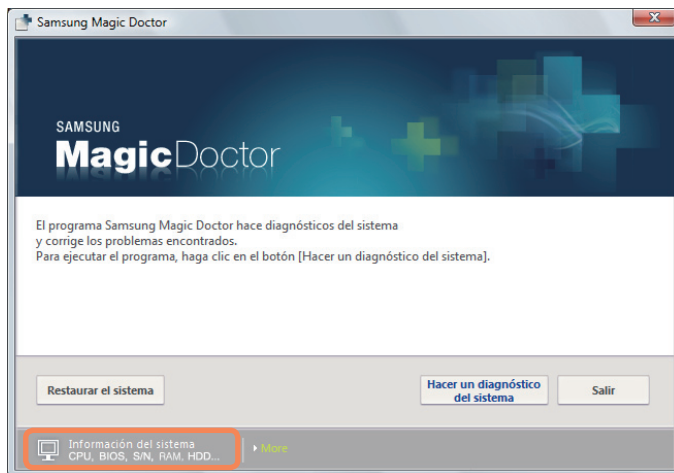 Samsung Magic Doctor
SAMSUNG
MagicDoctor
El programa Samsung Magic Doctor hace diagnósticos del sistema
y corrige los problemas encontrados.
Para ejecutar el programa, haga clic en el botón [Hacer un diagnóstico del sistema].
Restaurar el sistema
Hacer un diagnóstico
del sistema
Salir
Información del sistema
CPU, BIOS, S/N, RAM, HDD...
More